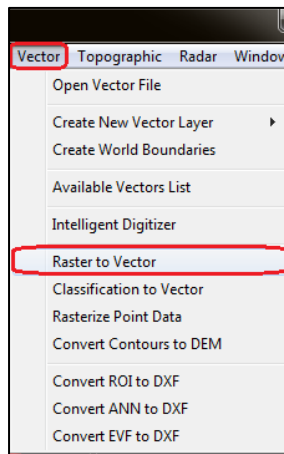 Vector Topographic Radar Window
Open Vector File
Create New Vector Layer
Create World Boundaries
Available Vectors List
Intelligent Digitizer
Raster to Vector
Classification to Vector
Rasterize Point Data
Convert Contours to DEM
Convert ROI to DXF
Convert ANN to DXF
Convert EVF to DXF